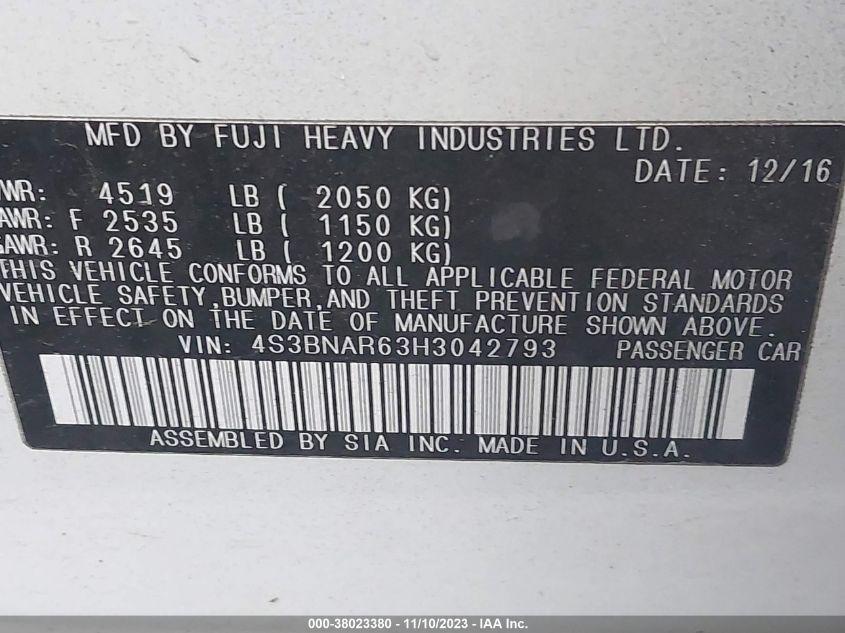 MFD BY FUJI HEAVY INDUSTRIES LTD.
DATE: 12/16
WR: 4519 LB ( 2050 KG)
AWR: F 2535 LB ( 1150 KG)
GAWR: R 2645 LB ( 1200 KG)
THIS VEHICLE CONFORMS TO ALL APPLICABLE FEDERAL MOTOR
VEHICLE SAFETY,BUMPER,AND THEFT PREVENTION STANDARDS
IN EFFECT ON THE DATE OF MANUFACTURE SHOWN ABOVE.
VIN: 4S3BNAR63H3042793 PASSENGER CAR
ASSEMBLED BY SIA INC. MADE IN U.S.A.
000-38023380 - 11/10/2023 - IAA Inc.